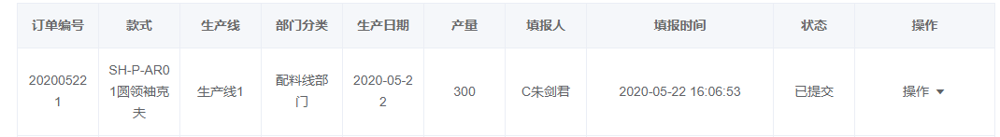 订单编号 款式 生产线 部门分类 生产日期 产量 填报人 填报时间 状态 操作
202005221 SH-P-AR01圆领袖克夫 生产线1 配料线部门 2020-05-22 300 C朱剑君 2020-05-22 16:06:53 已提交 操作